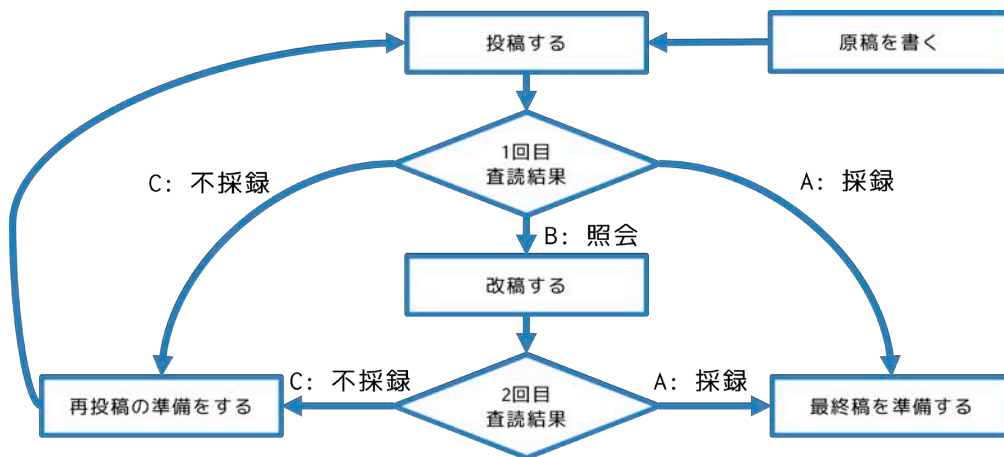 投稿する
原稿を書く
1回目
査読結果
C: 不採録
A: 採録
B: 照会
改稿する
C: 不採録
A: 採録
再投稿の準備をする
2回目
査読結果
最終稿を準備する